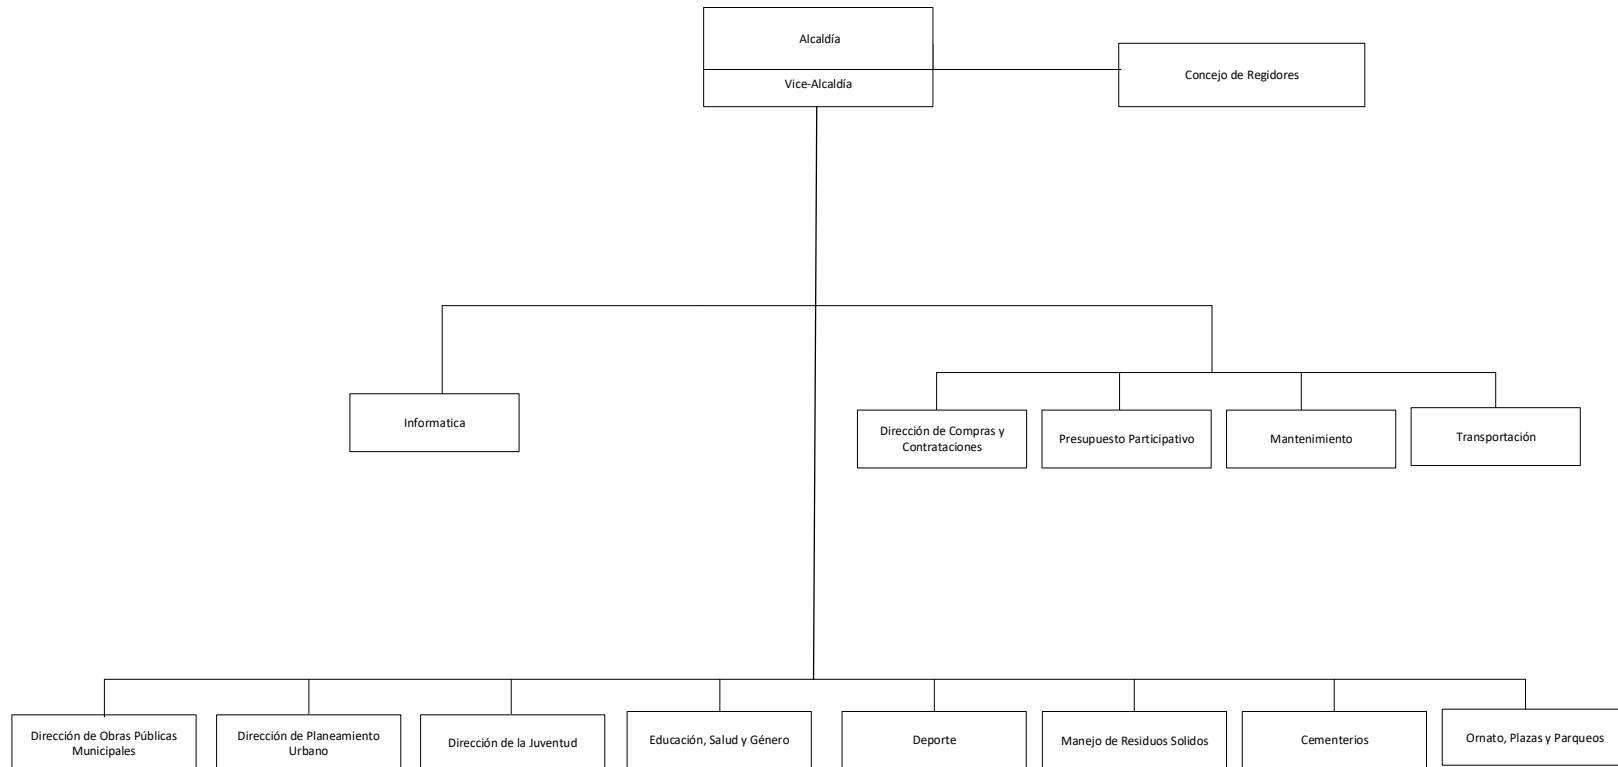 Alcaldía
Vice-Alcaldía
Concejo de Regidores
Informatica
Dirección de Compras y
Contrataciones
Presupuesto Participativo
Mantenimiento
Transportación
Dirección de Obras Públicas
Municipales
Dirección de Planeamiento
Urbano
Dirección de la Juventud
Educación, Salud y Género
Deporte
Manejo de Residuos Solidos
Cementerios
Ornato, Plazas y Parqueos